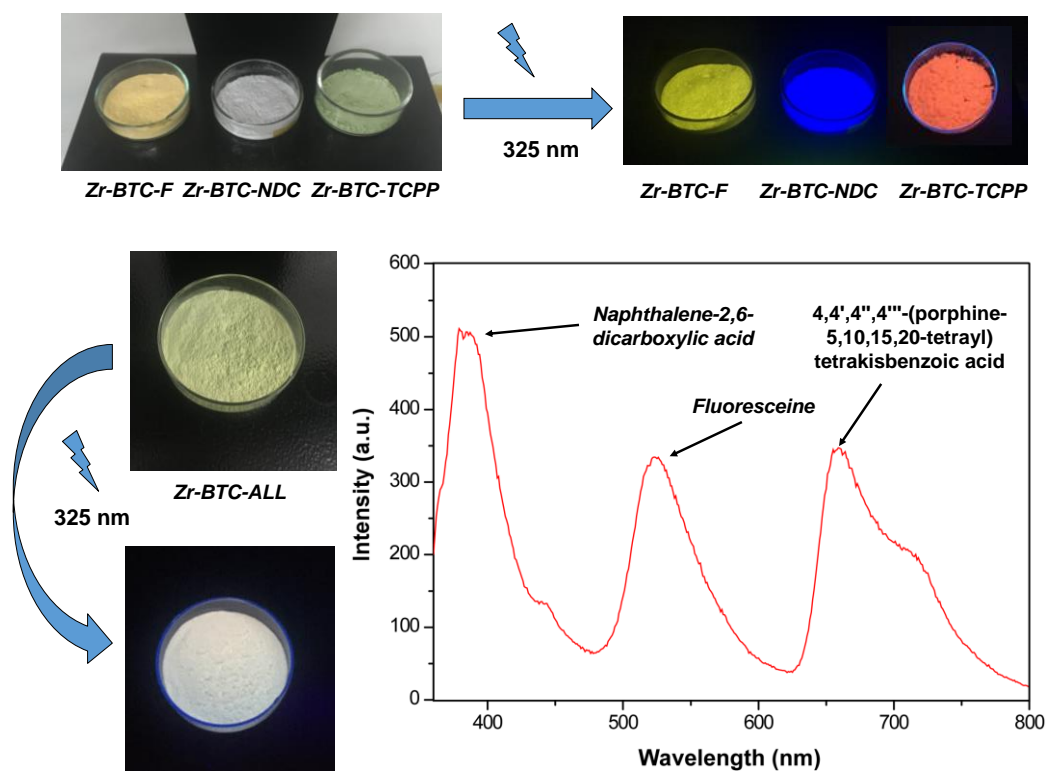 325 nm
Zr-BTC-F Zr-BTC-NDC Zr-BTC-TCPP
Zr-BTC-F Zr-BTC-NDC Zr-BTC-TCPP
Zr-BTC-ALL
325 nm
600
500
400
300
200
100
0
Intensity (a.u.)
Naphthalene-2,6-
dicarboxylic acid
Fluoresceine
4,4',4'',4'''-(porphine-
5,10,15,20-tetrayl)
tetrakisbenzoic acid
400 500 600 700 800
Wavelength (nm)